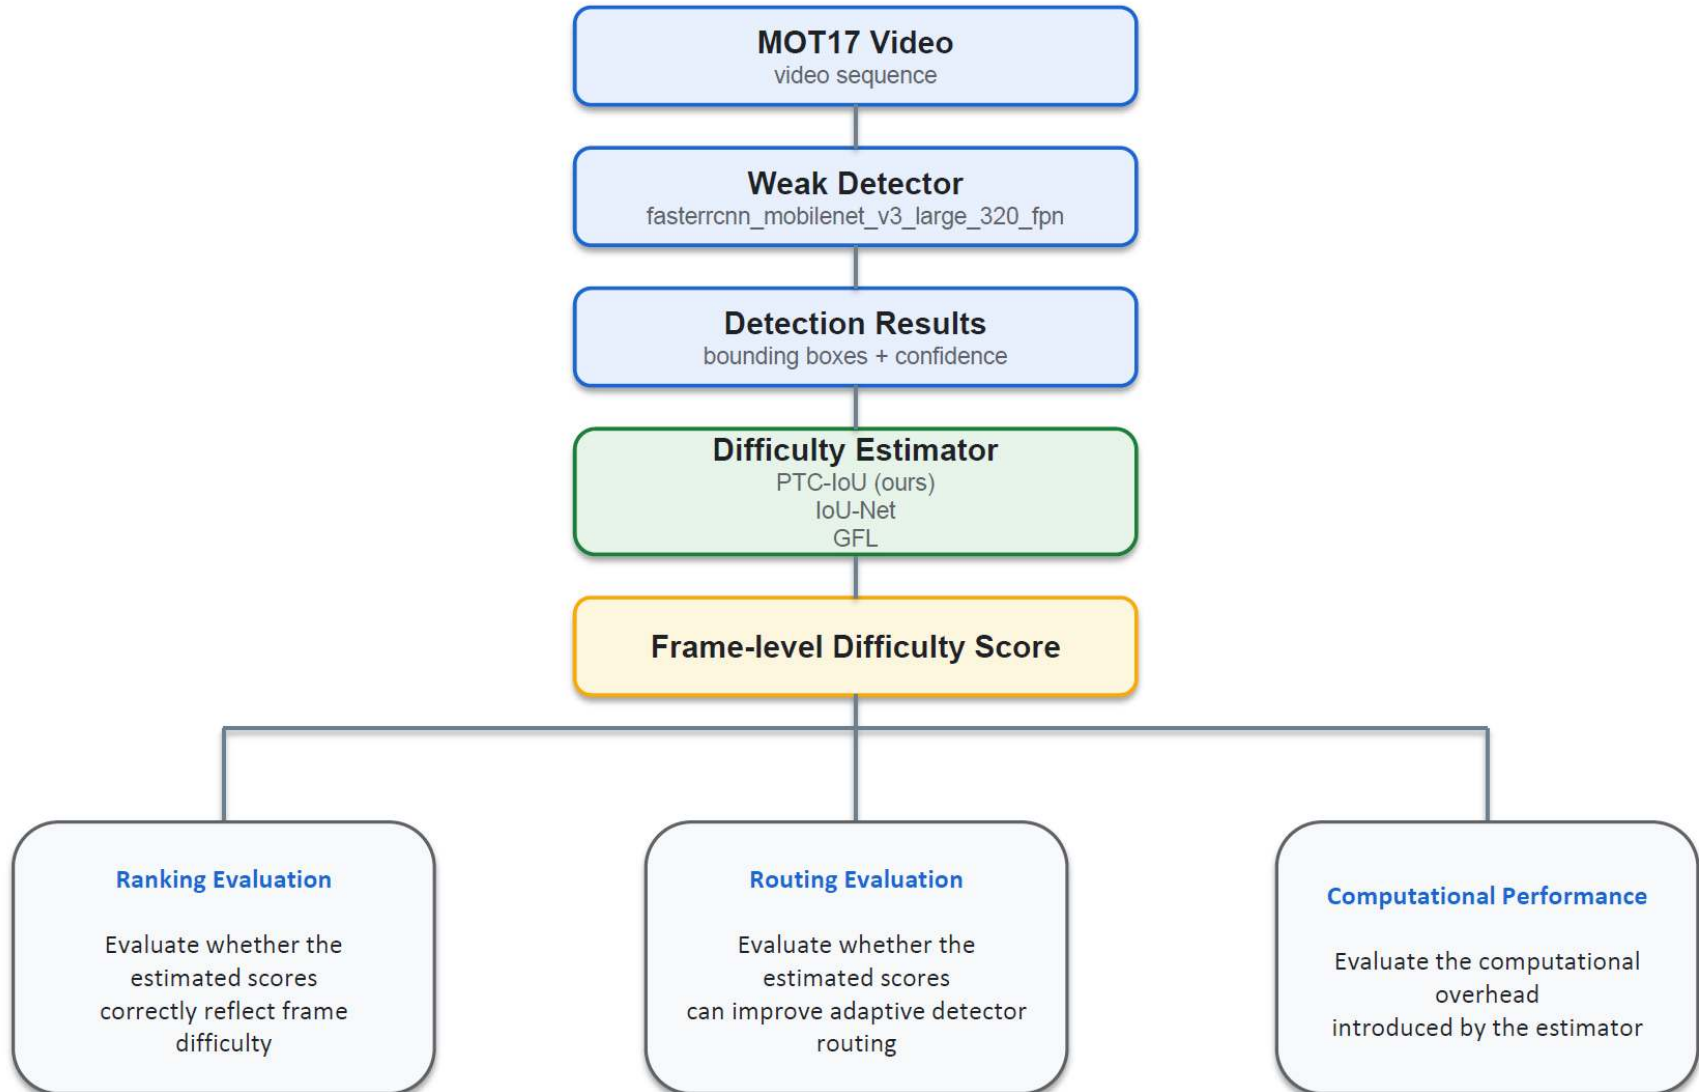 MOT17 Video
video sequence
Weak Detector
fasterrcnn_mobilenet_v3_large_320_fpn
Detection Results
bounding boxes + confidence
Difficulty Estimator
PTC-IoU (ours)
IoU-Net
GFL
Frame-level Difficulty Score
Ranking Evaluation
Evaluate whether the
estimated scores
correctly reflect frame
difficulty
Routing Evaluation
Evaluate whether the
estimated scores
can improve adaptive detector
routing
Computational Performance
Evaluate the computational
overhead
introduced by the estimator